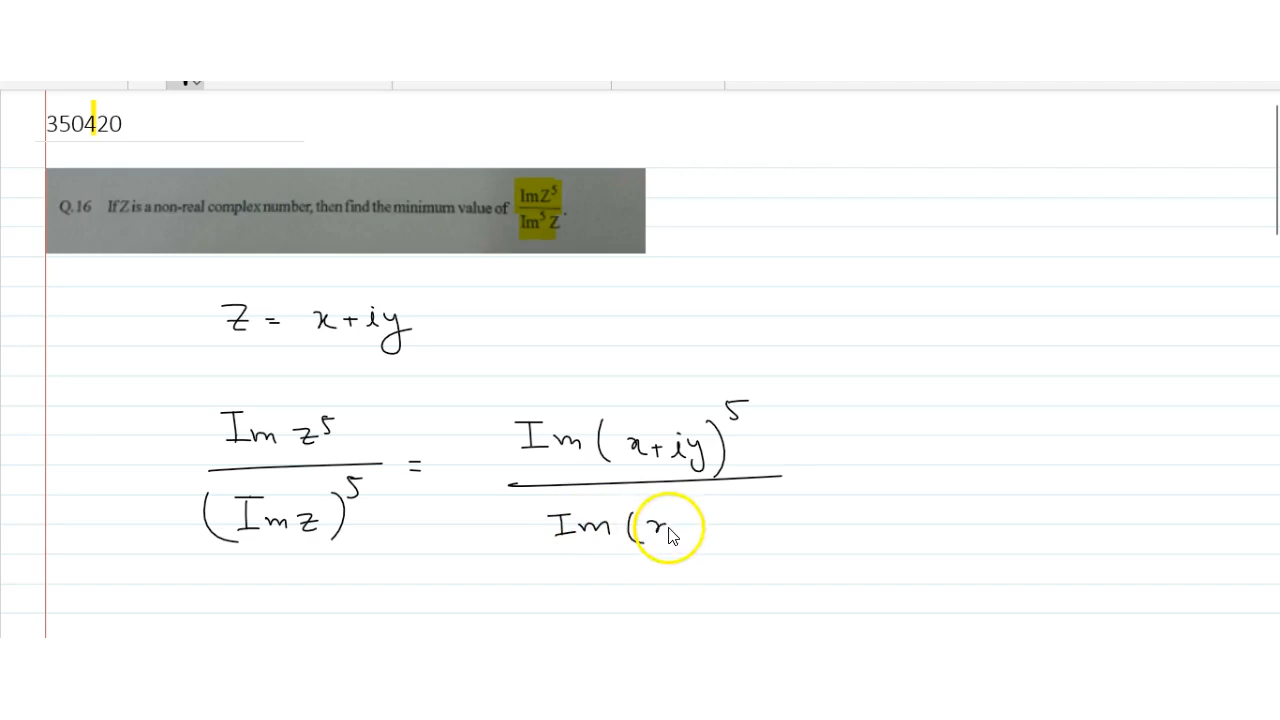 350420
Q.16 If Z is a non-real complex number, then find the minimum value of ImZ⁵ / Im⁵ Z.
Z = x + iy
Im z⁵ / (Im z)⁵ = Im (x + iy)⁵ / Im (x